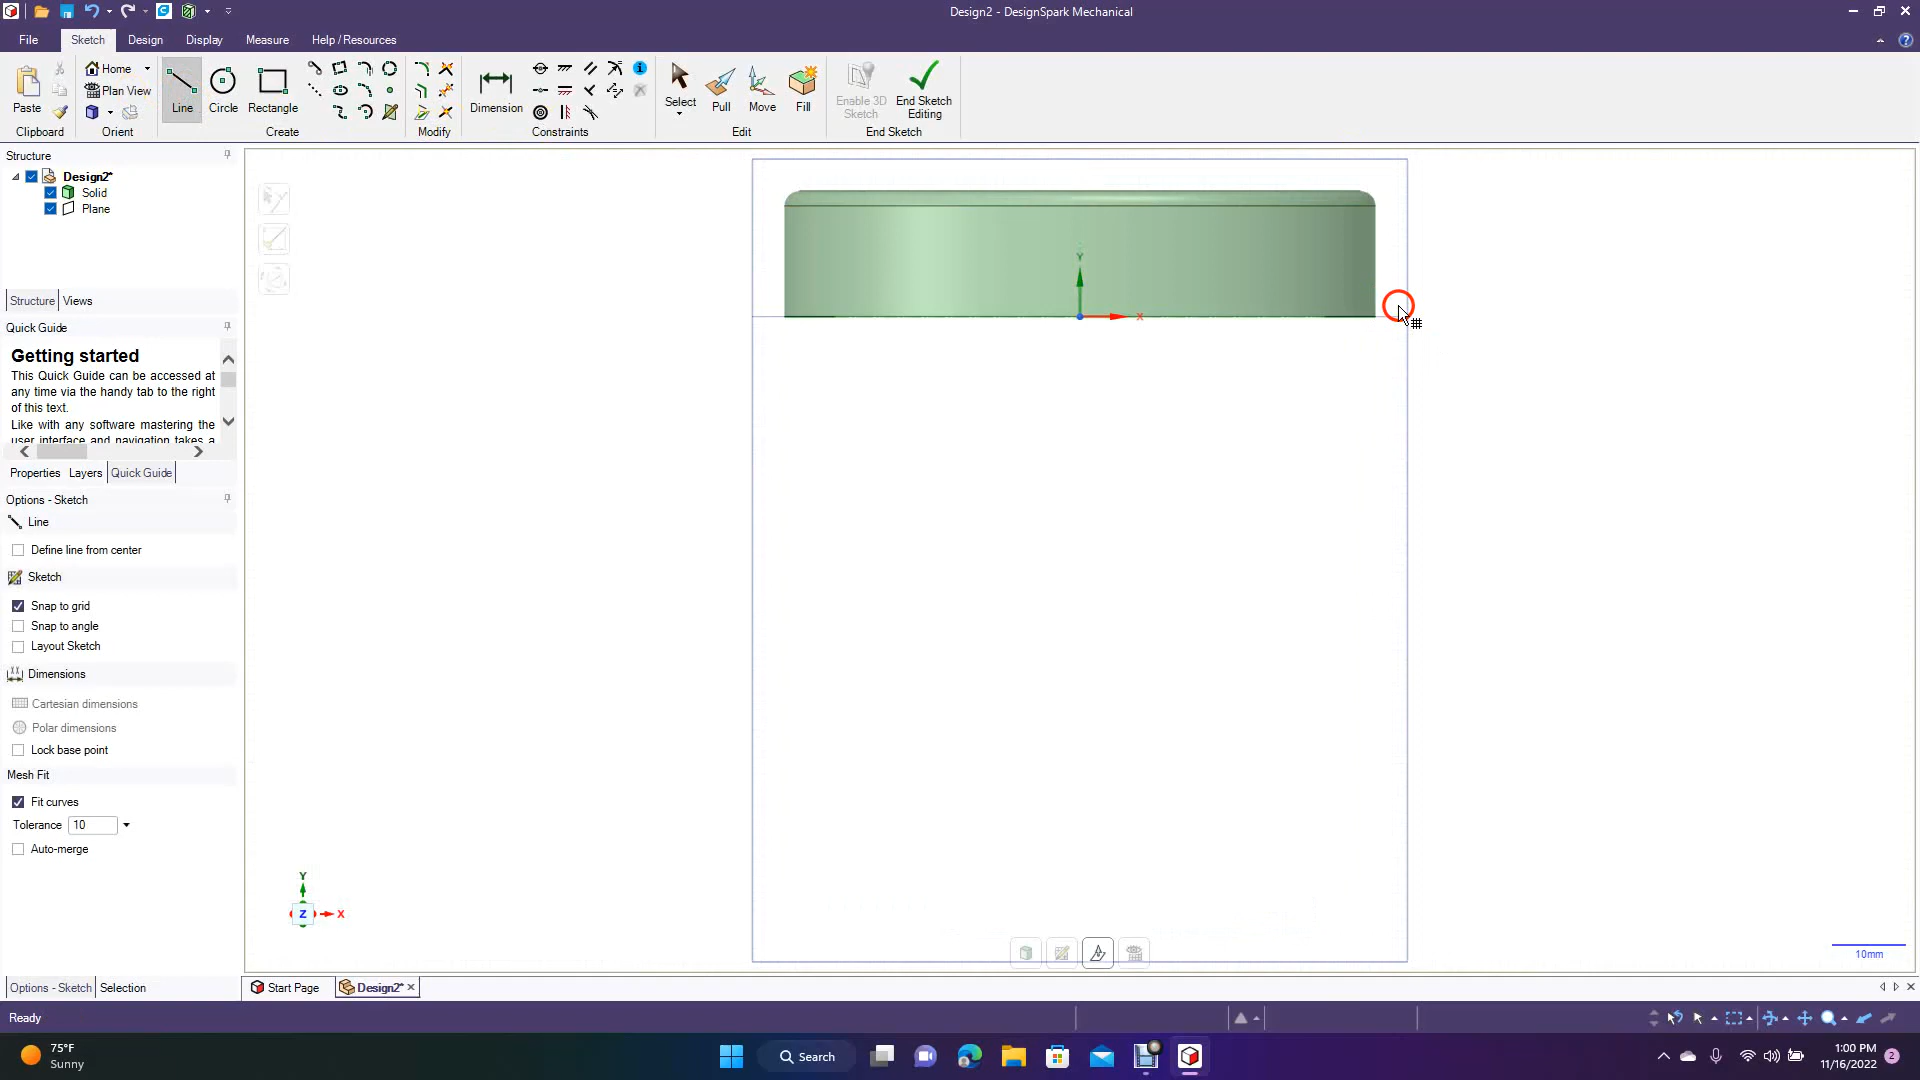 Design2 - DesignSpark Mechanical
File Sketch Design Display Measure Help / Resources
Paste
Clipboard
Home
Plan View
Orient
Line Circle Rectangle
Create
Modify
Dimension
Constraints
Select Pull Move Fill
Edit
Enable 3D
Sketch
End Sketch
Editing
End Sketch
Structure
Design2*
Solid
Plane
Structure Views
Quick Guide
Getting started
This Quick Guide can be accessed at
any time via the handy tab to the right
of this text.
Like with any software mastering the
user interface and navigation takes a
Properties Layers Quick Guide
Options - Sketch
Line
Define line from center
Sketch
Snap to grid
Snap to angle
Layout Sketch
Dimensions
Cartesian dimensions
Polar dimensions
Lock base point
Mesh Fit
Fit curves
Tolerance 10
Auto-merge
Y
X
Y
Z X
10mm
Options - Sketch Selection
Start Page Design2*
Ready
75°F
Sunny
Search
1:00 PM
11/16/2022
2